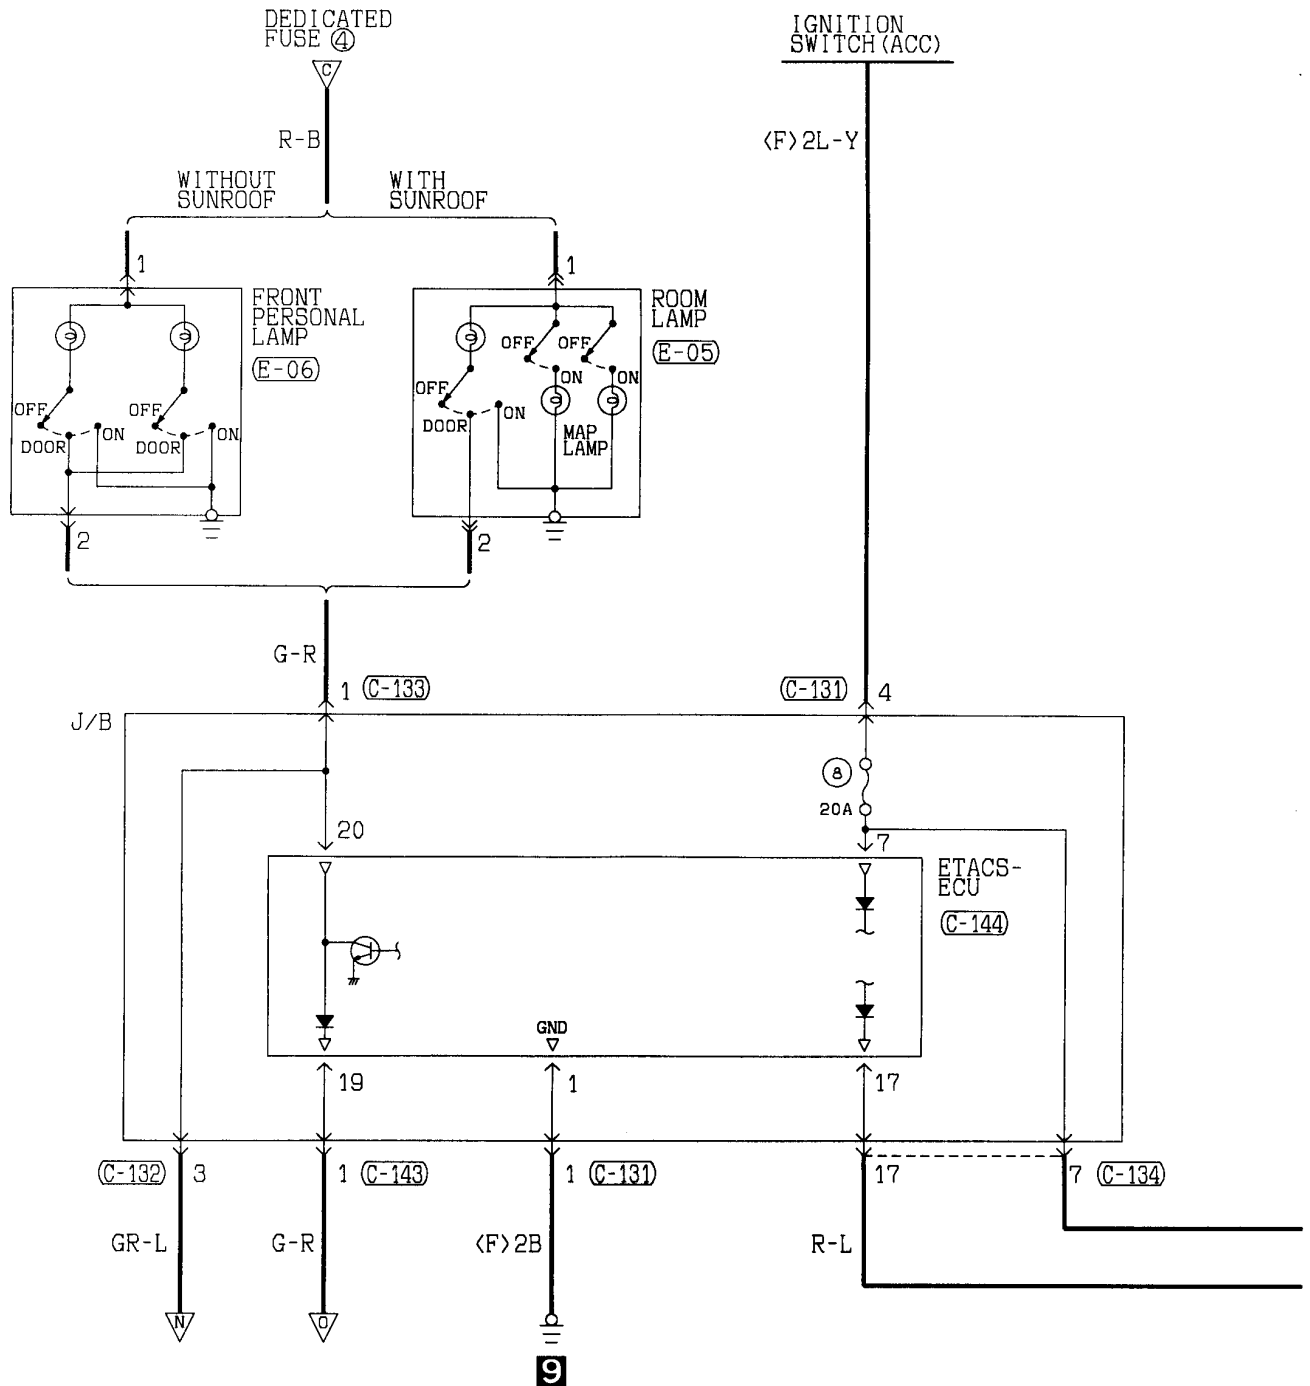 DEDICATED
FUSE ④
C
R-B
IGNITION
SWITCH(ACC)
<F>2L-Y
WITHOUT
SUNROOF
WITH
SUNROOF
1
1
FRONT
PERSONAL
LAMP
E-06
OFF
OFF
DOOR
ON
DOOR
ON
ROOM
LAMP
E-05
OFF
OFF
ON
ON
OFF
DOOR
ON
MAP
LAMP
2
2
G-R
1
C-133
C-131
4
J/B
8
20A
20
7
ETACS-
ECU
C-144
GND
19
1
17
C-132
3
1
C-143
1
C-131
17
7
C-134
GR-L
G-R
<F>2B
R-L
N
O
9